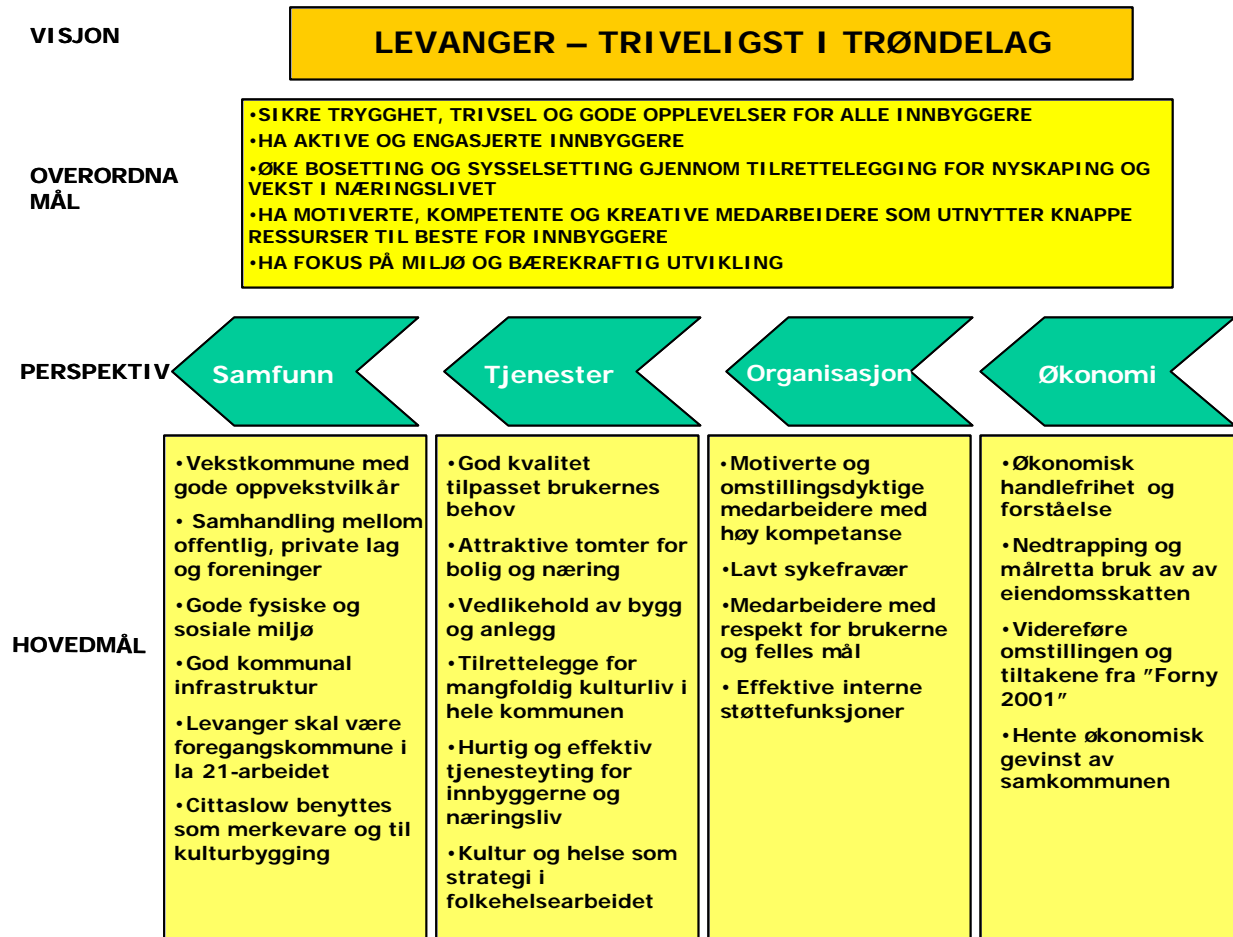 VISJON
LEVANGER – TRIVELIGST I TRØNDELAG
OVERORDNA
MÅL
•SIKRE TRYGGHET, TRIVSEL OG GODE OPPLEVELSER FOR ALLE INNBYGGERE
•HA AKTIVE OG ENGASJERTE INNBYGGERE
•ØKE BOSETTING OG SYSSELSETTING GJENNOM TILRETTELEGGING FOR NYSKAPING OG
VEKST I NÆRINGSLIVET
•HA MOTIVERTE, KOMPETENTE OG KREATIVE MEDARBEIDERE SOM UTNYTTER KNAPPE
RESSURSER TIL BESTE FOR INNBYGGERE
•HA FOKUS PÅ MILJØ OG BÆREKRAFTIG UTVIKLING
PERSPEKTIV
Samfunn
Tjenester
Organisasjon
Økonomi
HOVEDMÅL
•Vekstkommune med
gode oppvekstvilkår
• Samhandling mellom
offentlig, private lag
og foreninger
•Gode fysiske og
sosiale miljø
•God kommunal
infrastruktur
•Levanger skal være
foregangskommune i
la 21-arbeidet
•Cittaslow benyttes
som merkevare og til
kulturbygging
•God kvalitet
tilpasset brukernes
behov
•Attraktive tomter for
bolig og næring
•Vedlikehold av bygg
og anlegg
•Tilrettelegge for
mangfoldig kulturliv i
hele kommunen
•Hurtig og effektiv
tjenesteyting for
innbyggerne og
næringsliv
•Kultur og helse som
strategi i
folkehelsearbeidet
•Motiverte og
omstillingsdyktige
medarbeidere med
høy kompetanse
•Lavt sykefravær
•Medarbeidere med
respekt for brukerne
og felles mål
• Effektive interne
støttefunksjoner
•Økonomisk
handlefrihet og
forståelse
•Nedtrapping og
målretta bruk av av
eiendomsskatten
•Videreføre
omstillingen og
tiltakene fra ”Forny
2001”
•Hente økonomisk
gevinst av
samkommunen